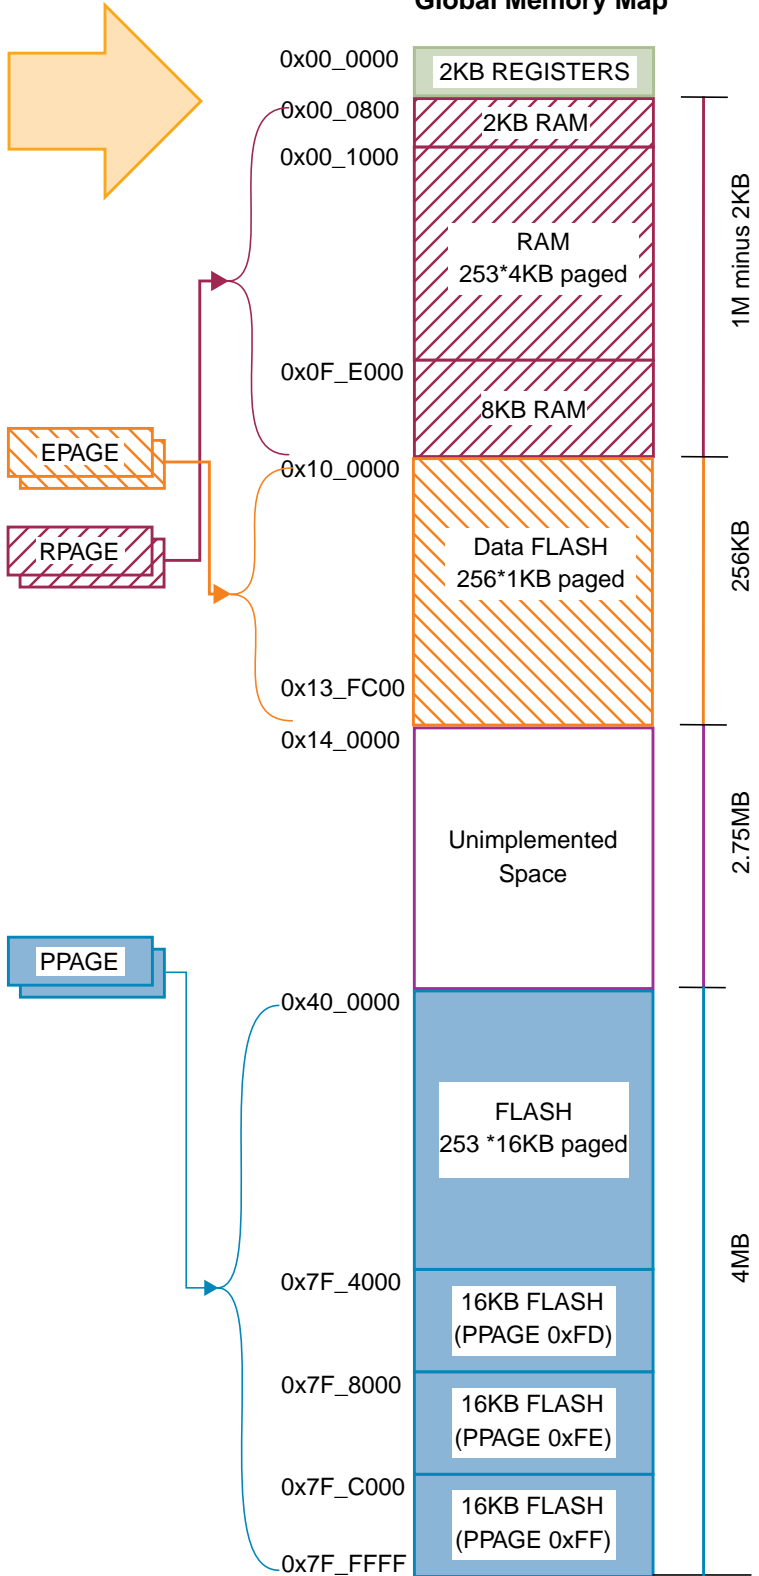 Global Memory Map
0x00_0000
2KB REGISTERS
0x00_0800
2KB RAM
0x00_1000
RAM
253*4KB paged
1M minus 2KB
0x0F_E000
8KB RAM
EPAGE
0x10_0000
RPAGE
Data FLASH
256*1KB paged
256KB
0x13_FC00
0x14_0000
Unimplemented
Space
2.75MB
PPAGE
0x40_0000
FLASH
253 *16KB paged
4MB
0x7F_4000
16KB FLASH
(PPAGE 0xFD)
0x7F_8000
16KB FLASH
(PPAGE 0xFE)
0x7F_C000
16KB FLASH
(PPAGE 0xFF)
0x7F_FFFF